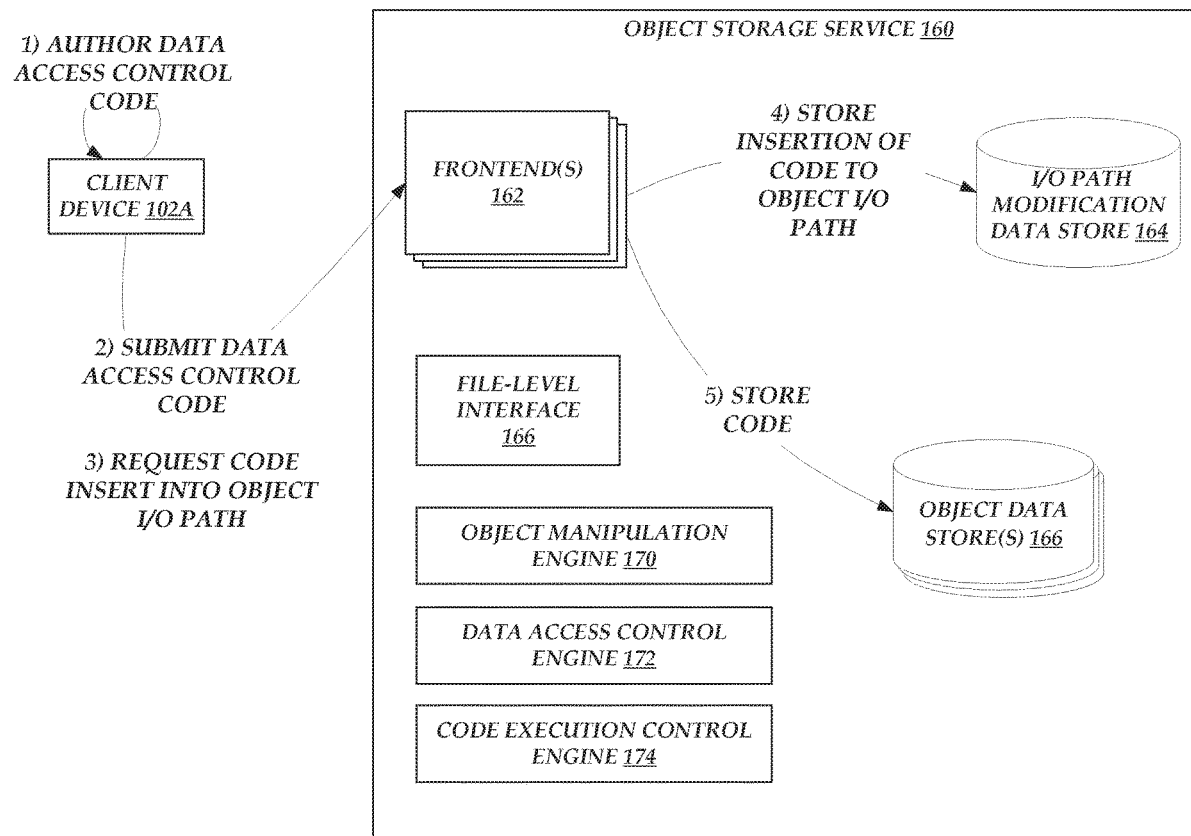 OBJECT STORAGE SERVICE 160
1) AUTHOR DATA
ACCESS CONTROL
CODE
CLIENT
DEVICE 102A
FRONTEND(S)
162
4) STORE
INSERTION OF
CODE TO
OBJECT I/O
PATH
I/O PATH
MODIFICATION
DATA STORE 164
2) SUBMIT DATA
ACCESS CONTROL
CODE
3) REQUEST CODE
INSERT INTO OBJECT
I/O PATH
FILE-LEVEL
INTERFACE
166
5) STORE
CODE
OBJECT DATA
STORE(S) 166
OBJECT MANIPULATION
ENGINE 170
DATA ACCESS CONTROL
ENGINE 172
CODE EXECUTION CONTROL
ENGINE 174